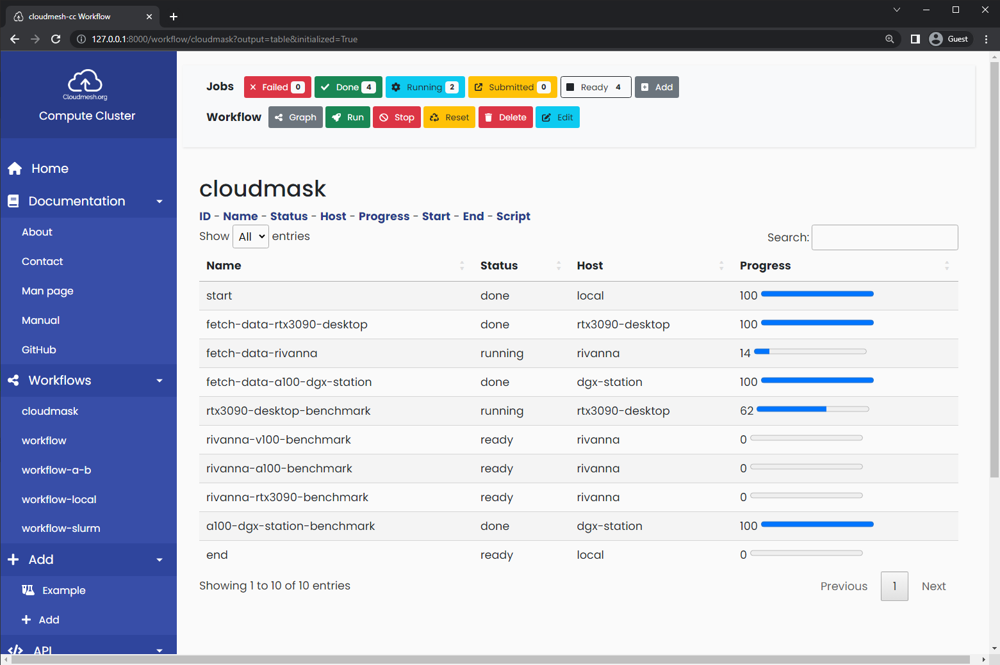 cloudmesh-cc Workflow
127.0.0.1:8000/workflow/cloudmask?output=table&initialized=True
Guest
Cloudmesh.org
Compute Cluster
Home
Documentation
About
Contact
Man page
Manual
GitHub
Workflows
cloudmask
workflow
workflow-a-b
workflow-local
workflow-slurm
Add
Example
Add
API
Jobs Failed 0 Done 4 Running 2 Submitted 0 Ready 4 Add
Workflow Graph Run Stop Reset Delete Edit
cloudmask
ID - Name - Status - Host - Progress - Start - End - Script
Show All entries Search:
Name Status Host Progress
start done local 100
fetch-data-rtx3090-desktop done rtx3090-desktop 100
fetch-data-rivanna running rivanna 14
fetch-data-a100-dgx-station done dgx-station 100
rtx3090-desktop-benchmark running rtx3090-desktop 62
rivanna-v100-benchmark ready rivanna 0
rivanna-a100-benchmark ready rivanna 0
rivanna-rtx3090-benchmark ready rivanna 0
a100-dgx-station-benchmark done dgx-station 100
end ready local 0
Showing 1 to 10 of 10 entries Previous 1 Next